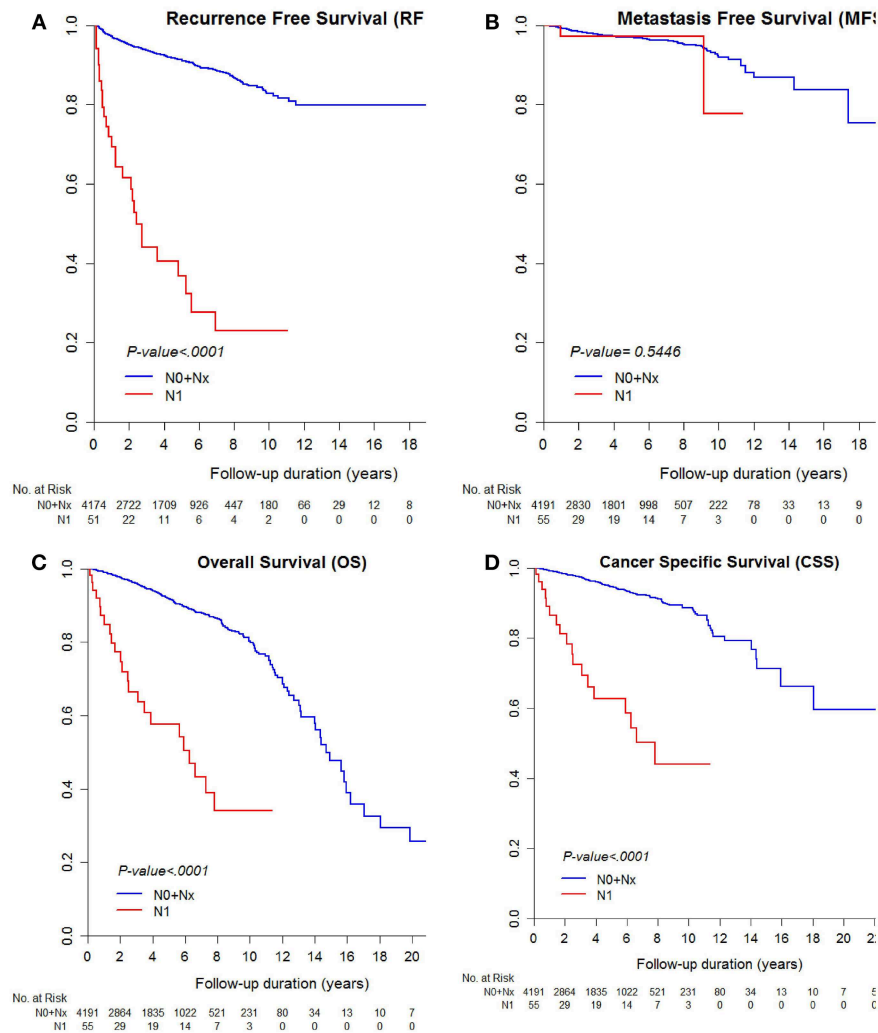 A
Recurrence Free Survival (RF
1.0
0.8
0.6
0.4
0.2
0.0
P-value<.0001
N0+Nx
N1
0 2 4 6 8 10 12 14 16 18
Follow-up duration (years)
No. at Risk
N0+Nx 4174 2722 1709 926 447 180 66 29 12 8
N1 51 22 11 6 4 2 0 0 0 0
B
Metastasis Free Survival (MFS
1.0
0.8
0.6
0.4
0.2
0.0
P-value= 0.5446
N0+Nx
N1
0 2 4 6 8 10 12 14 16 18
Follow-up duration (years)
No. at Risk
N0+Nx 4191 2830 1801 998 507 222 78 33 13 9
N1 55 29 19 14 7 3 0 0 0 0
C
Overall Survival (OS)
1.0
0.8
0.6
0.4
0.2
0.0
P-value<.0001
N0+Nx
N1
0 2 4 6 8 10 12 14 16 18 20
Follow-up duration (years)
No. at Risk
N0+Nx 4191 2864 1835 1022 521 231 80 34 13 10 7
N1 55 29 19 14 7 3 0 0 0 0 0
D
Cancer Specific Survival (CSS)
1.0
0.8
0.6
0.4
0.2
0.0
P-value<.0001
N0+Nx
N1
0 2 4 6 8 10 12 14 16 18 20 22
Follow-up duration (years)
No. at Risk
N0+Nx 4191 2864 1835 1022 521 231 80 34 13 10 7 5
N1 55 29 19 14 7 3 0 0 0 0 0 0